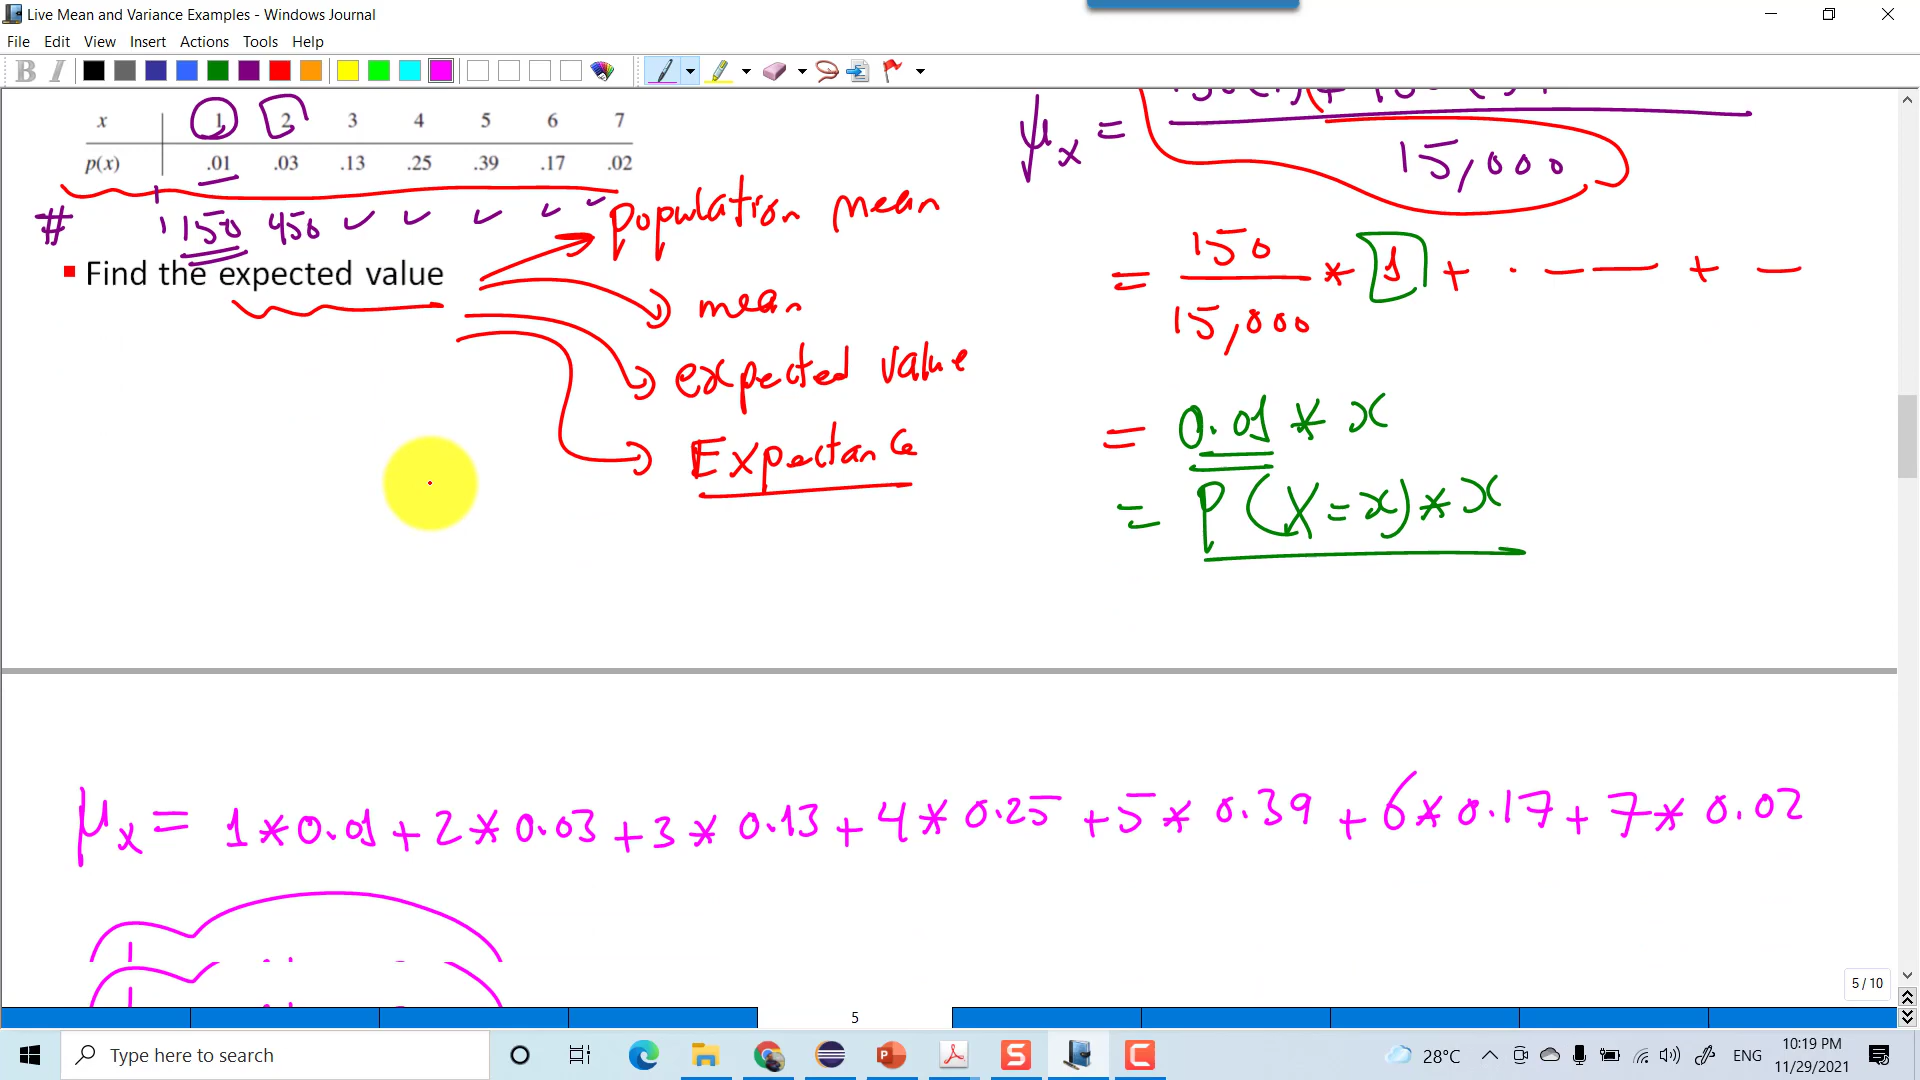 Live Mean and Variance Examples - Windows Journal
File Edit View Insert Actions Tools Help
B I
x 1 2 3 4 5 6 7
p(x) .01 .03 .13 .25 .39 .17 .02
# 150 450
Find the expected value
population mean
mean
expected value
Expectance
μx =
15,000
= 150 / 15,000 * 1 + . - — — + —
= 0.01 * x
= P(X=x) * x
μx = 1*0.01+2*0.03+3*0.13+4*0.25+5*0.39+6*0.17+7*0.02
5 / 10
5
Type here to search
28°C
ENG
10:19 PM
11/29/2021